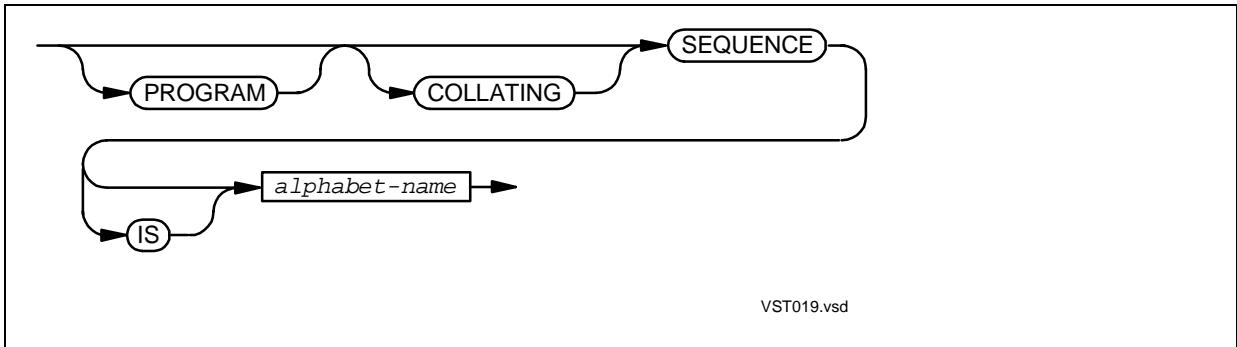 SEQUENCE
PROGRAM COLLATING
alphabet-name
IS
VST019.vsd